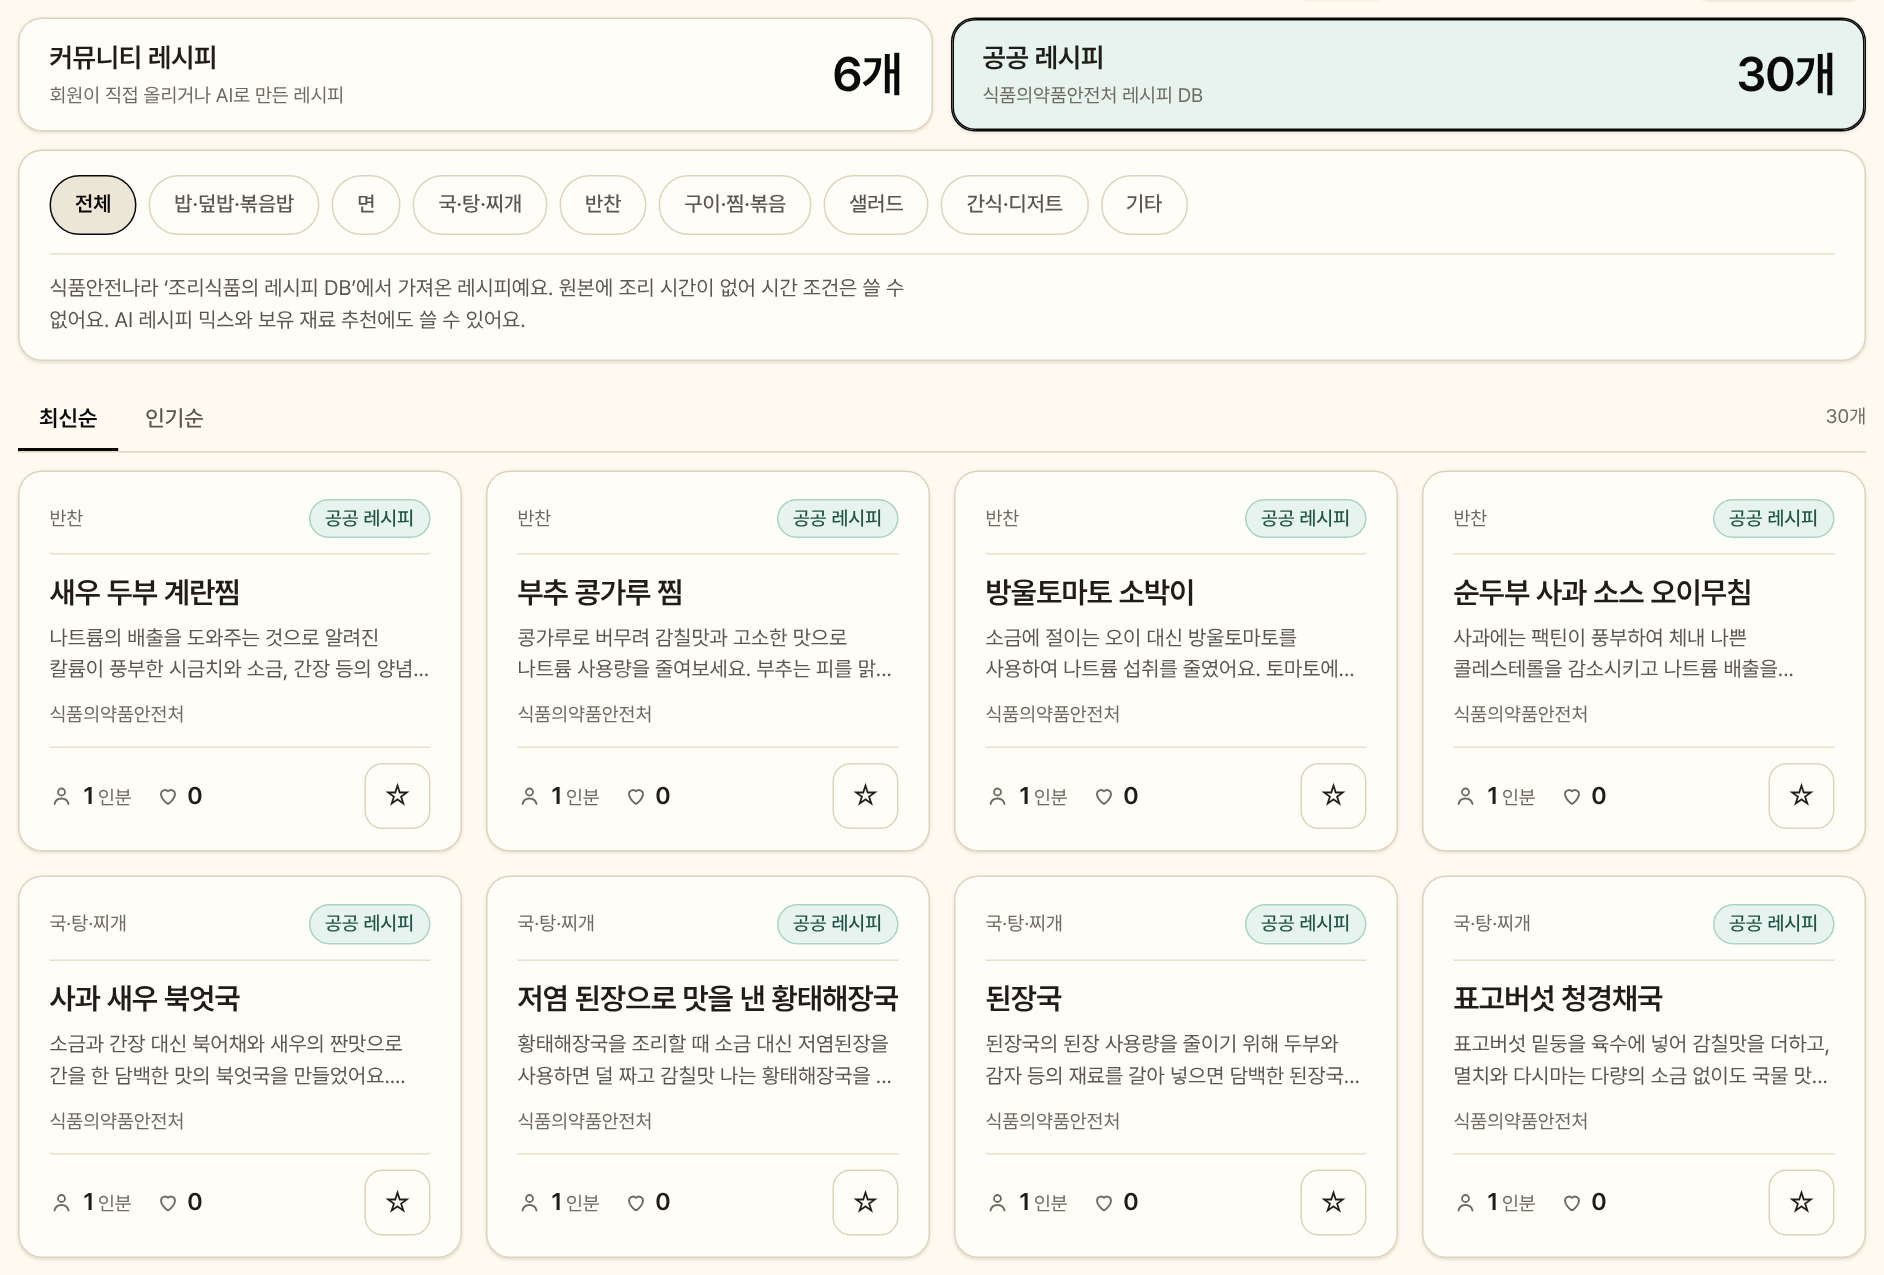 커뮤니티 레시피
회원이 직접 올리거나 AI로 만든 레시피
6개
공공 레시피
식품의약품안전처 레시피 DB
30개
전체 밥·덮밥·볶음밥 면 국·탕·찌개 반찬 구이·찜·볶음 샐러드 간식·디저트 기타
식품안전나라 ‘조리식품의 레시피 DB’에서 가져온 레시피예요. 원본에 조리 시간이 없어 시간 조건은 쓸 수
없어요. AI 레시피 믹스와 보유 재료 추천에도 쓸 수 있어요.
최신순 인기순 30개
반찬 공공 레시피
새우 두부 계란찜
나트륨의 배출을 도와주는 것으로 알려진
칼륨이 풍부한 시금치와 소금, 간장 등의 양념...
식품의약품안전처
1인분 0
반찬 공공 레시피
부추 콩가루 찜
콩가루로 버무려 감칠맛과 고소한 맛으로
나트륨 사용량을 줄여보세요. 부추는 피를 맑...
식품의약품안전처
1인분 0
반찬 공공 레시피
방울토마토 소박이
소금에 절이는 오이 대신 방울토마토를
사용하여 나트륨 섭취를 줄였어요. 토마토에...
식품의약품안전처
1인분 0
반찬 공공 레시피
순두부 사과 소스 오이무침
사과에는 팩틴이 풍부하여 체내 나쁜
콜레스테롤을 감소시키고 나트륨 배출을...
식품의약품안전처
1인분 0
국·탕·찌개 공공 레시피
사과 새우 북엇국
소금과 간장 대신 북어채와 새우의 짠맛으로
간을 한 담백한 맛의 북엇국을 만들었어요....
식품의약품안전처
1인분 0
국·탕·찌개 공공 레시피
저염 된장으로 맛을 낸 황태해장국
황태해장국을 조리할 때 소금 대신 저염된장을
사용하면 덜 짜고 감칠맛 나는 황태해장국을 ...
식품의약품안전처
1인분 0
국·탕·찌개 공공 레시피
된장국
된장국의 된장 사용량을 줄이기 위해 두부와
감자 등의 재료를 갈아 넣으면 담백한 된장국...
식품의약품안전처
1인분 0
국·탕·찌개 공공 레시피
표고버섯 청경채국
표고버섯 밑둥을 육수에 넣어 감칠맛을 더하고,
멸치와 다시마는 다량의 소금 없이도 국물 맛...
식품의약품안전처
1인분 0